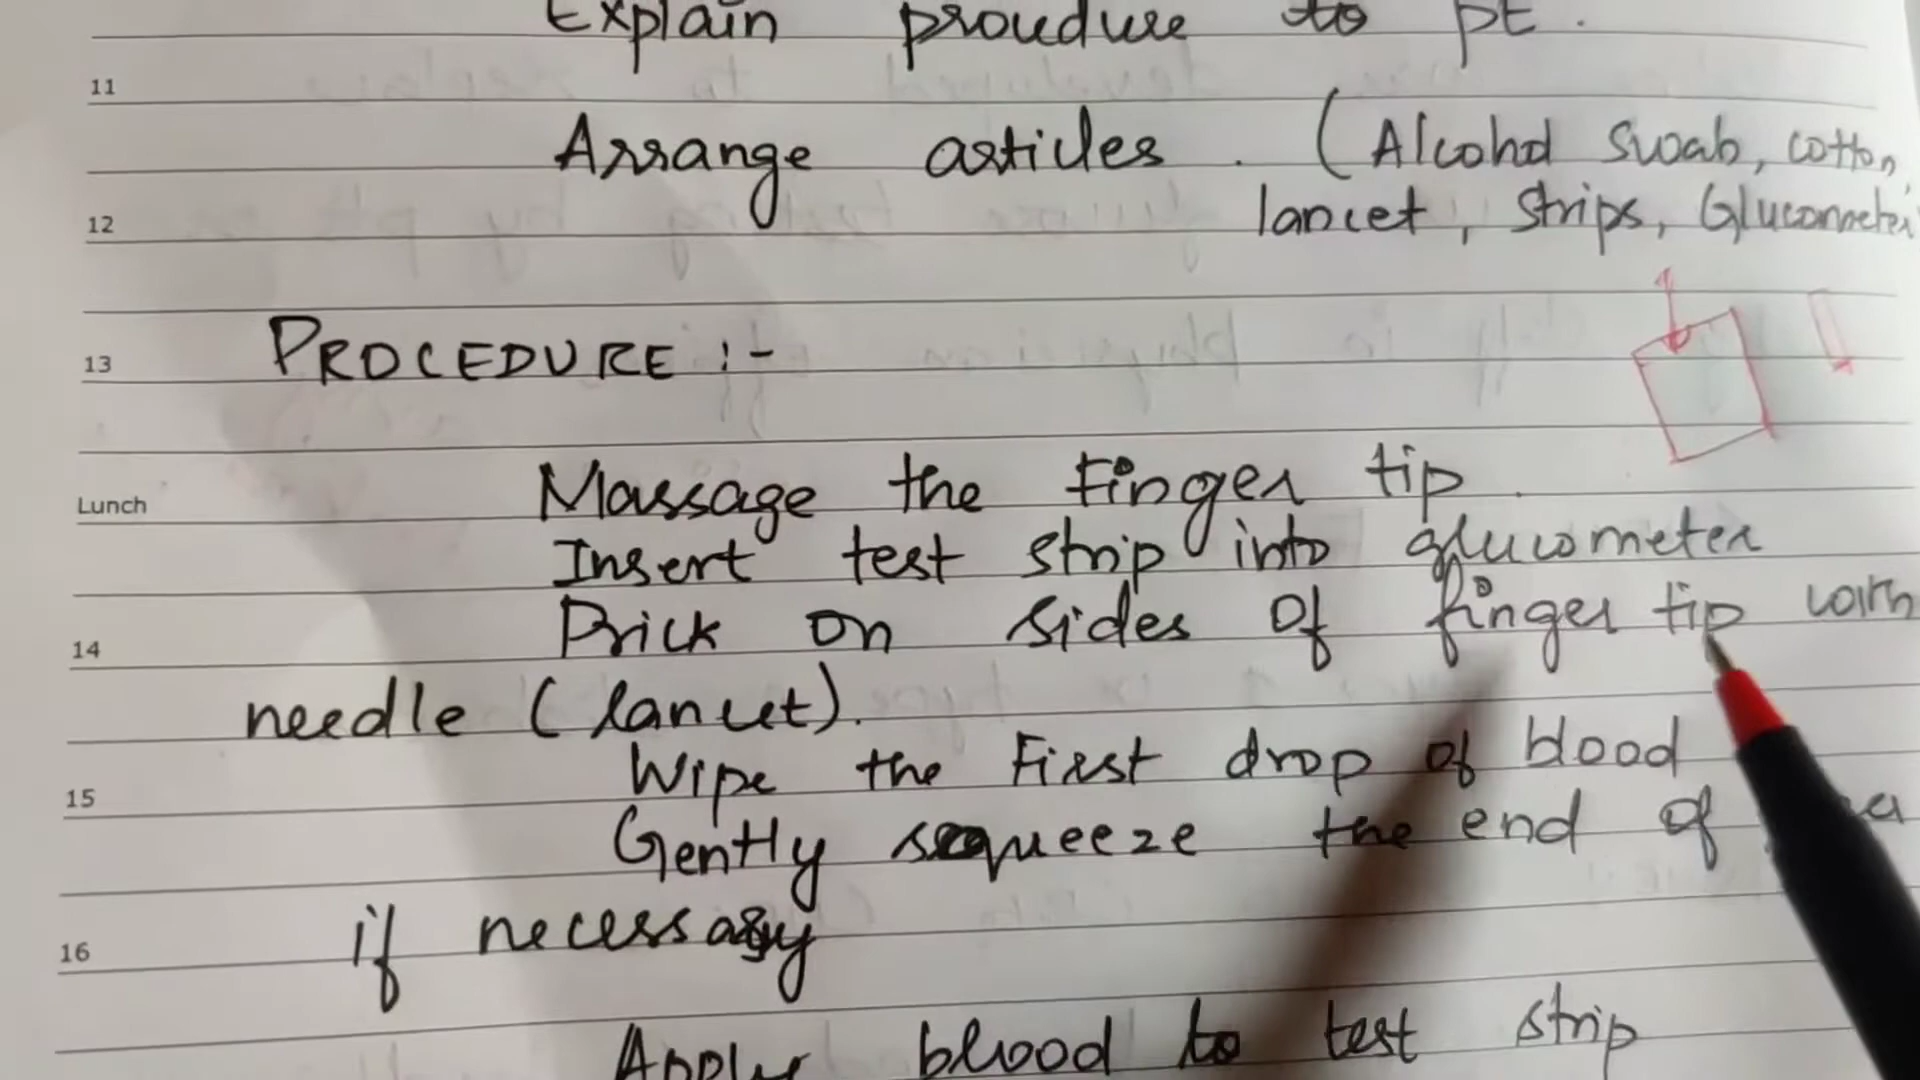 Explain proudure to pt.
11
Arrange articles. (Alcohol swab, cotton,
lancet, strips, Glucometer
12
13 PROCEDURE :-
Lunch Massage the Finger tip.
Insert test strip into glucometer
14 Prick on sides of finger tip with
needle (lancet).
15 Wipe the First drop of blood
Gently squeeze the end of
16 if necessary
Apply blood to test strip